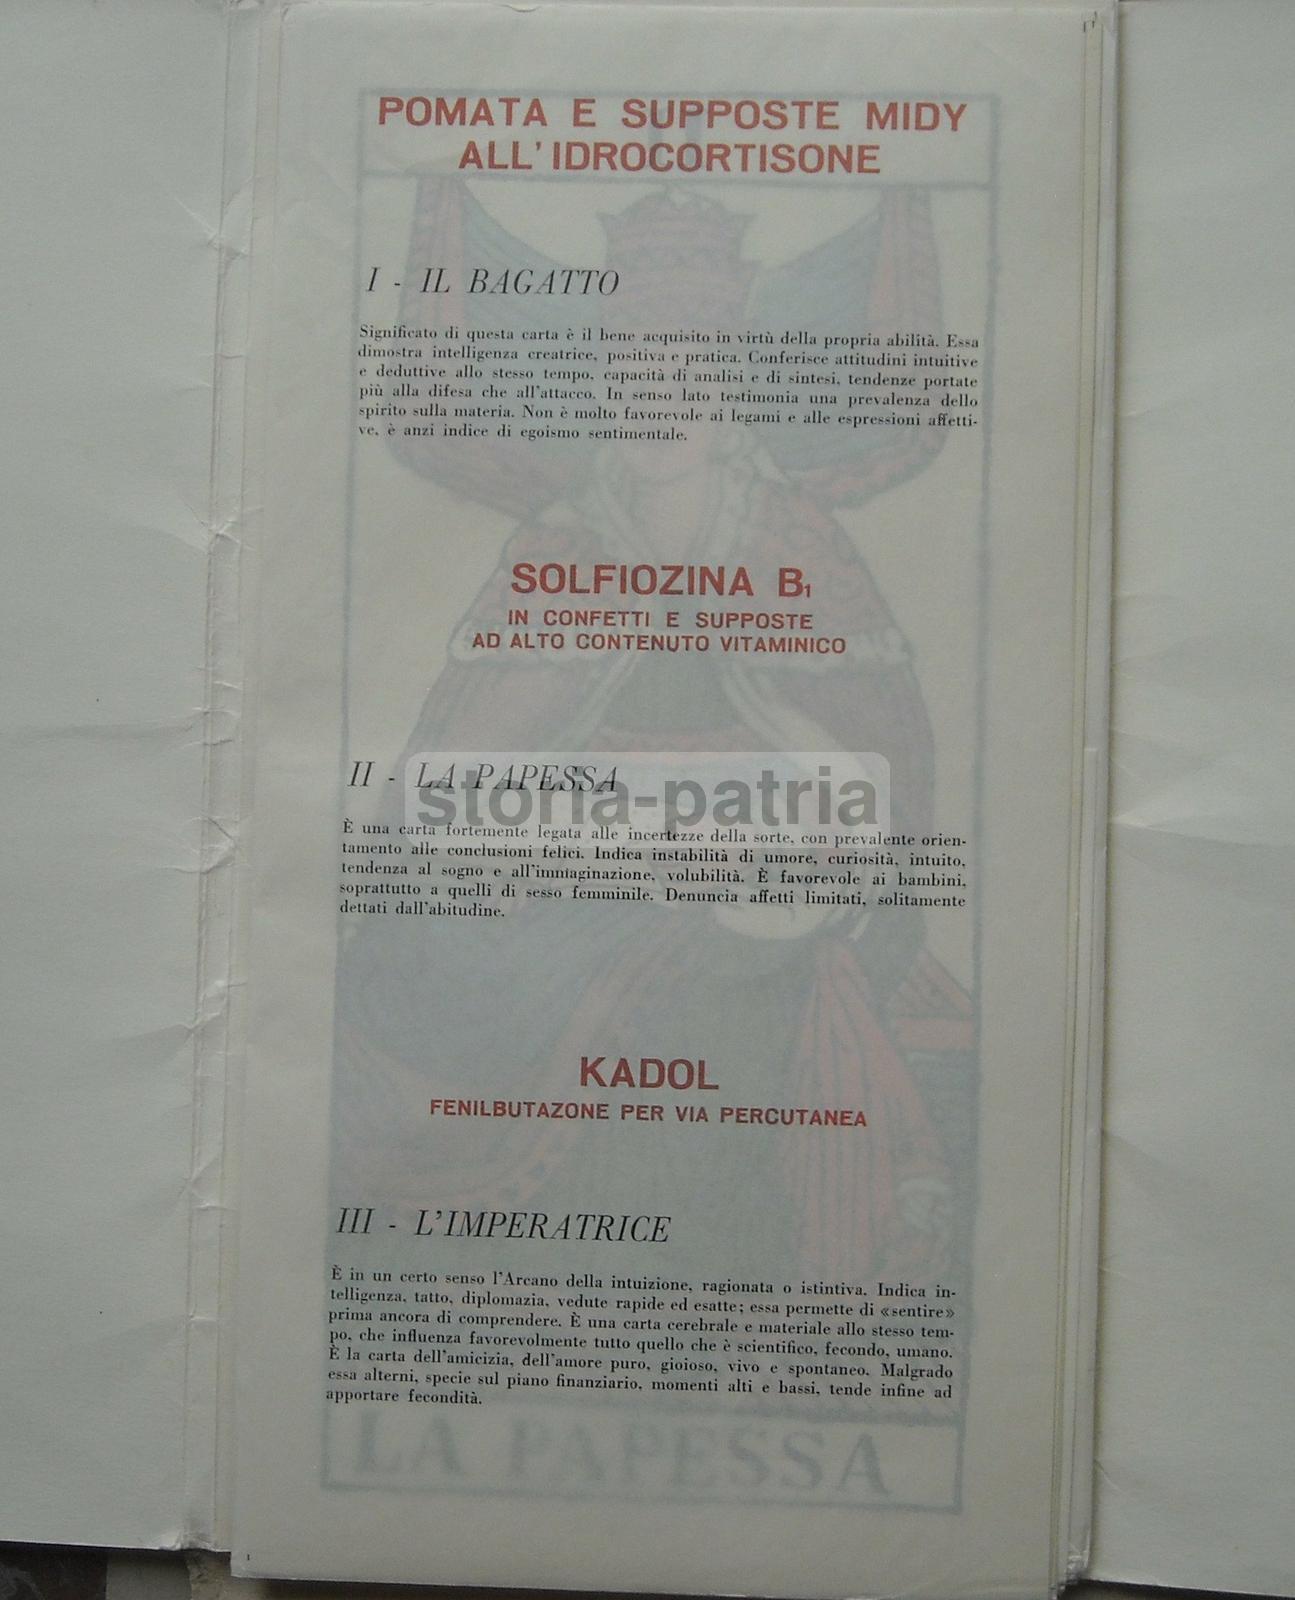 POMATA E SUPPOSTE MIDY
ALL'IDROCORTISONE
I - IL BAGATTO
Significato di questa carta è il bene acquisito in virtù della propria abilità. Essa
dimostra intelligenza creatrice, positiva e pratica. Conferisce attitudini intuitive
e deduttive allo stesso tempo, capacità di analisi e di sintesi, tendenze portate
più alla difesa che all'attacco. In senso lato testimonia una prevalenza dello
spirito sulla materia. Non è molto favorevole ai legami e alle espressioni affetti-
ve, è anzi indice di egoismo sentimentale.
SOLFIOZINA B1
IN CONFETTI E SUPPOSTE
AD ALTO CONTENUTO VITAMINICO
II - LA PAPESSA
storia-patria
È una carta fortemente legata alle incertezze della sorte, con prevalente orien-
tamento alle conclusioni felici. Indica instabilità di umore, curiosità, intuito,
tendenza al sogno e all'immaginazione, volubilità. È favorevole ai bambini,
soprattutto a quelli di sesso femminile. Denuncia affetti limitati, solitamente
dettati dall'abitudine.
KADOL
FENILBUTAZONE PER VIA PERCUTANEA
III - L'IMPERATRICE
È in un certo senso l'Arcano della intuizione, ragionata o istintiva. Indica in-
telligenza, tatto, diplomazia, vedute rapide ed esatte; essa permette di «sentire»
prima ancora di comprendere. È una carta cerebrale e materiale allo stesso tem-
po, che influenza favorevolmente tutto quello che è scientifico, fecondo, umano.
È la carta dell'amicizia, dell'amore puro, gioioso, vivo e spontaneo. Malgrado
essa alterni, specie sul piano finanziario, momenti alti e bassi, tende infine ad
apportare fecondità.
LA PAPESSA